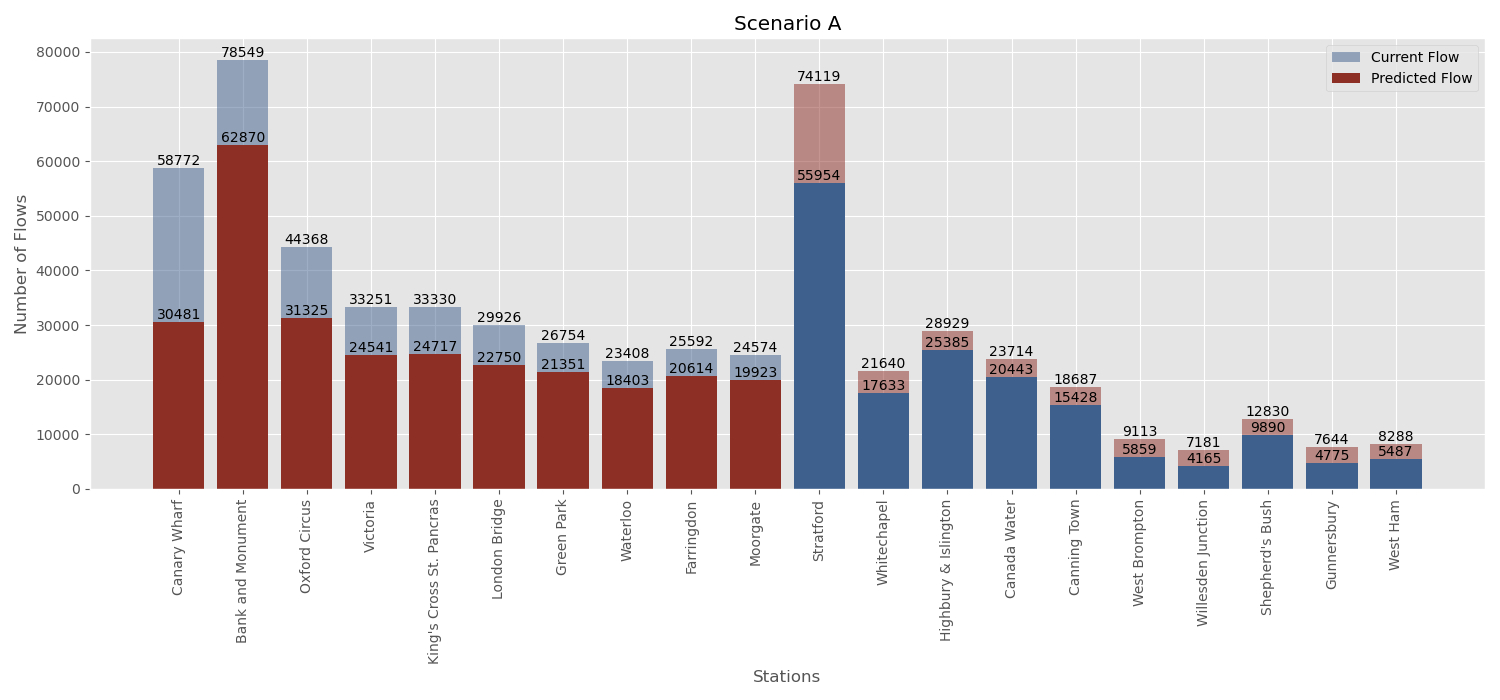 Scenario A
Current Flow
Predicted Flow
Number of Flows
80000
70000
60000
50000
40000
30000
20000
10000
0
58772
30481
78549
62870
44368
31325
33251
24541
33330
24717
29926
22750
26754
21351
23408
18403
25592
20614
24574
19923
74119
55954
21640
17633
28929
25385
23714
20443
18687
15428
9113
5859
7181
4165
12830
9890
7644
4775
8288
5487
Canary Wharf
Bank and Monument
Oxford Circus
Victoria
King's Cross St. Pancras
London Bridge
Green Park
Waterloo
Farringdon
Moorgate
Stratford
Whitechapel
Highbury & Islington
Canada Water
Canning Town
West Brompton
Willesden Junction
Shepherd's Bush
Gunnersbury
West Ham
Stations